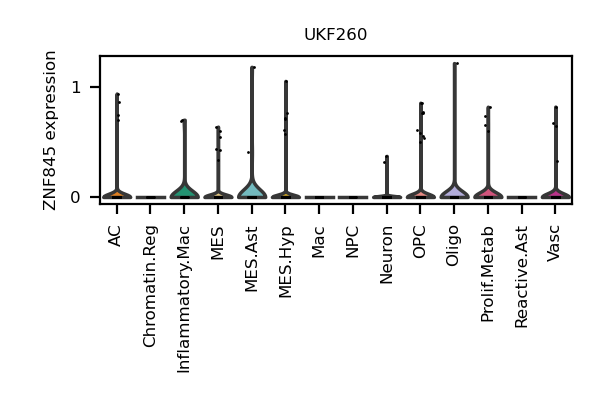 UKF260
ZNF845 expression
1
0
AC
Chromatin.Reg
Inflammatory.Mac
MES
MES.Ast
MES.Hyp
Mac
NPC
Neuron
OPC
Oligo
Prolif.Metab
Reactive.Ast
Vasc